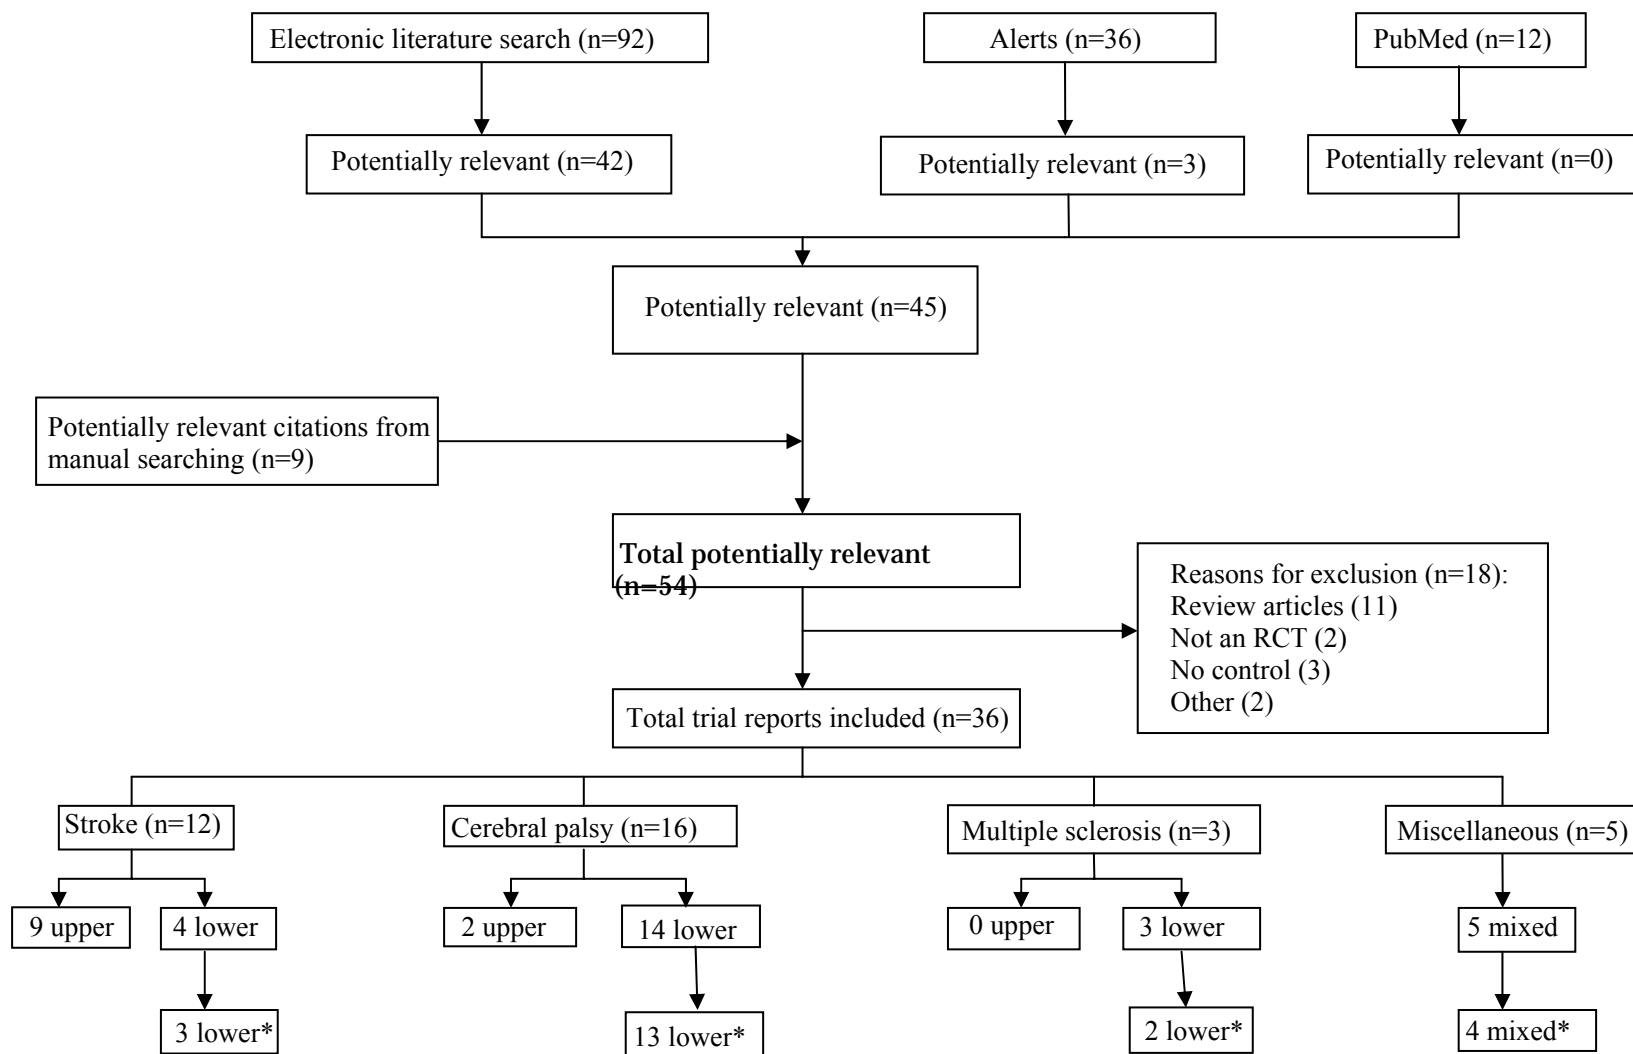 Electronic literature search (n=92)
Alerts (n=36)
PubMed (n=12)
Potentially relevant (n=42)
Potentially relevant (n=3)
Potentially relevant (n=0)
Potentially relevant (n=45)
Potentially relevant citations from
manual searching (n=9)
Total potentially relevant
(n=54)
Reasons for exclusion (n=18):
Review articles (11)
Not an RCT (2)
No control (3)
Other (2)
Total trial reports included (n=36)
Stroke (n=12)
Cerebral palsy (n=16)
Multiple sclerosis (n=3)
Miscellaneous (n=5)
9 upper
4 lower
2 upper
14 lower
0 upper
3 lower
5 mixed
3 lower*
13 lower*
2 lower*
4 mixed*